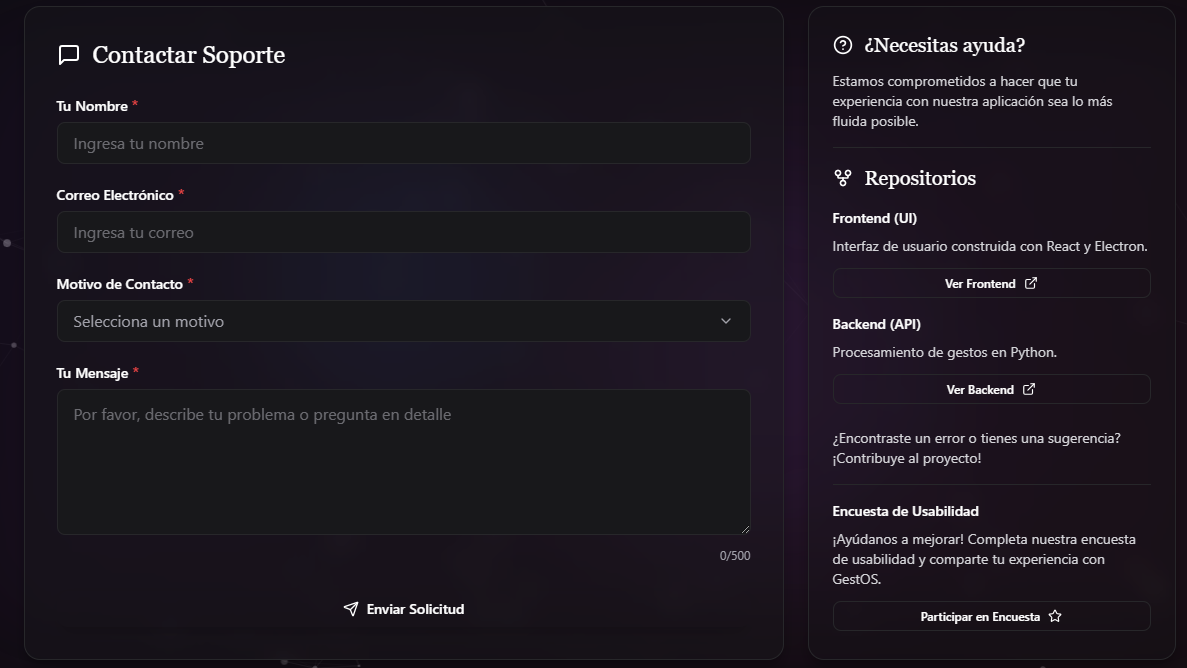 Contactar Soporte
Tu Nombre *
Ingresa tu nombre
Correo Electrónico *
Ingresa tu correo
Motivo de Contacto *
Selecciona un motivo
Tu Mensaje *
Por favor, describe tu problema o pregunta en detalle
0/500
Enviar Solicitud
¿Necesitas ayuda?
Estamos comprometidos a hacer que tu
experiencia con nuestra aplicación sea lo más
fluida posible.
Repositorios
Frontend (UI)
Interfaz de usuario construida con React y Electron.
Ver Frontend
Backend (API)
Procesamiento de gestos en Python.
Ver Backend
¿Encontraste un error o tienes una sugerencia?
¡Contribuye al proyecto!
Encuesta de Usabilidad
¡Ayúdanos a mejorar! Completa nuestra encuesta
de usabilidad y comparte tu experiencia con
GestOS.
Participar en Encuesta